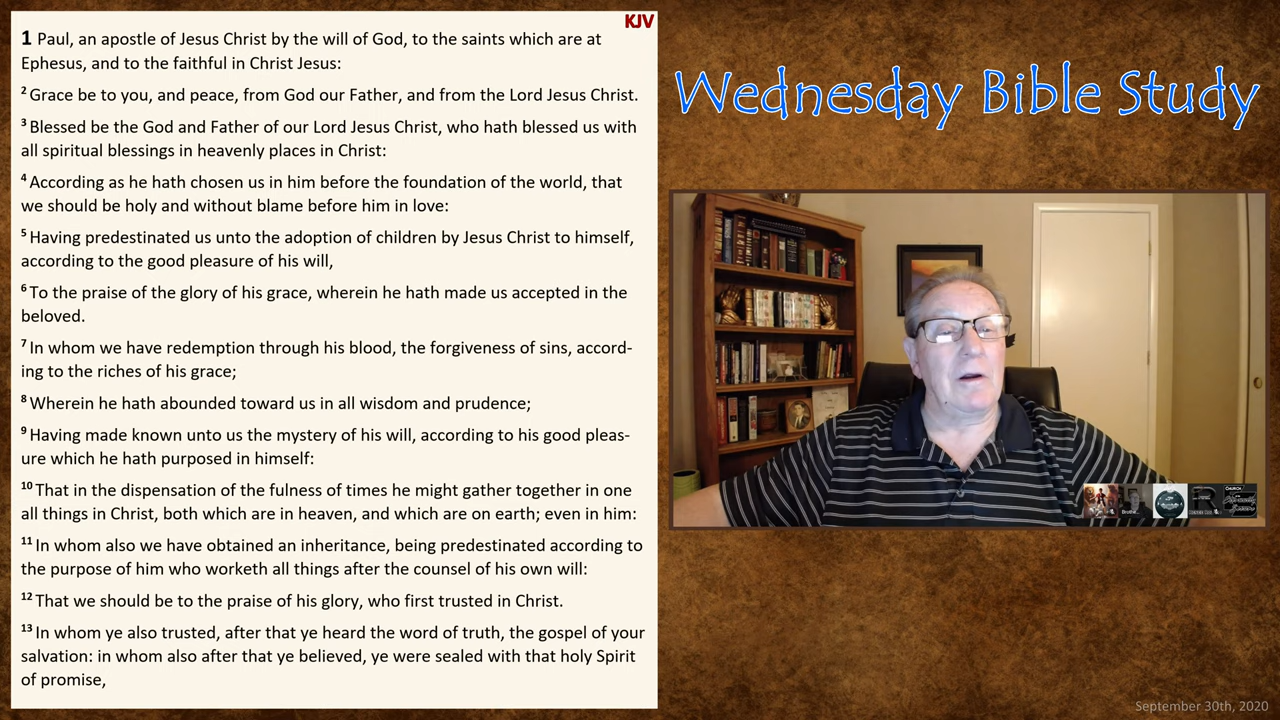 KJV
1 Paul, an apostle of Jesus Christ by the will of God, to the saints which are at
Ephesus, and to the faithful in Christ Jesus:
2 Grace be to you, and peace, from God our Father, and from the Lord Jesus Christ.
3 Blessed be the God and Father of our Lord Jesus Christ, who hath blessed us with
all spiritual blessings in heavenly places in Christ:
4 According as he hath chosen us in him before the foundation of the world, that
we should be holy and without blame before him in love:
5 Having predestinated us unto the adoption of children by Jesus Christ to himself,
according to the good pleasure of his will,
6 To the praise of the glory of his grace, wherein he hath made us accepted in the
beloved.
7 In whom we have redemption through his blood, the forgiveness of sins, accord-
ing to the riches of his grace;
8 Wherein he hath abounded toward us in all wisdom and prudence;
9 Having made known unto us the mystery of his will, according to his good pleas-
ure which he hath purposed in himself:
10 That in the dispensation of the fulness of times he might gather together in one
all things in Christ, both which are in heaven, and which are on earth; even in him:
11 In whom also we have obtained an inheritance, being predestinated according to
the purpose of him who worketh all things after the counsel of his own will:
12 That we should be to the praise of his glory, who first trusted in Christ.
13 In whom ye also trusted, after that ye heard the word of truth, the gospel of your
salvation: in whom also after that ye believed, ye were sealed with that holy Spirit
of promise,
Wednesday Bible Study
Brothe...
CHURCH
September 30th, 2020